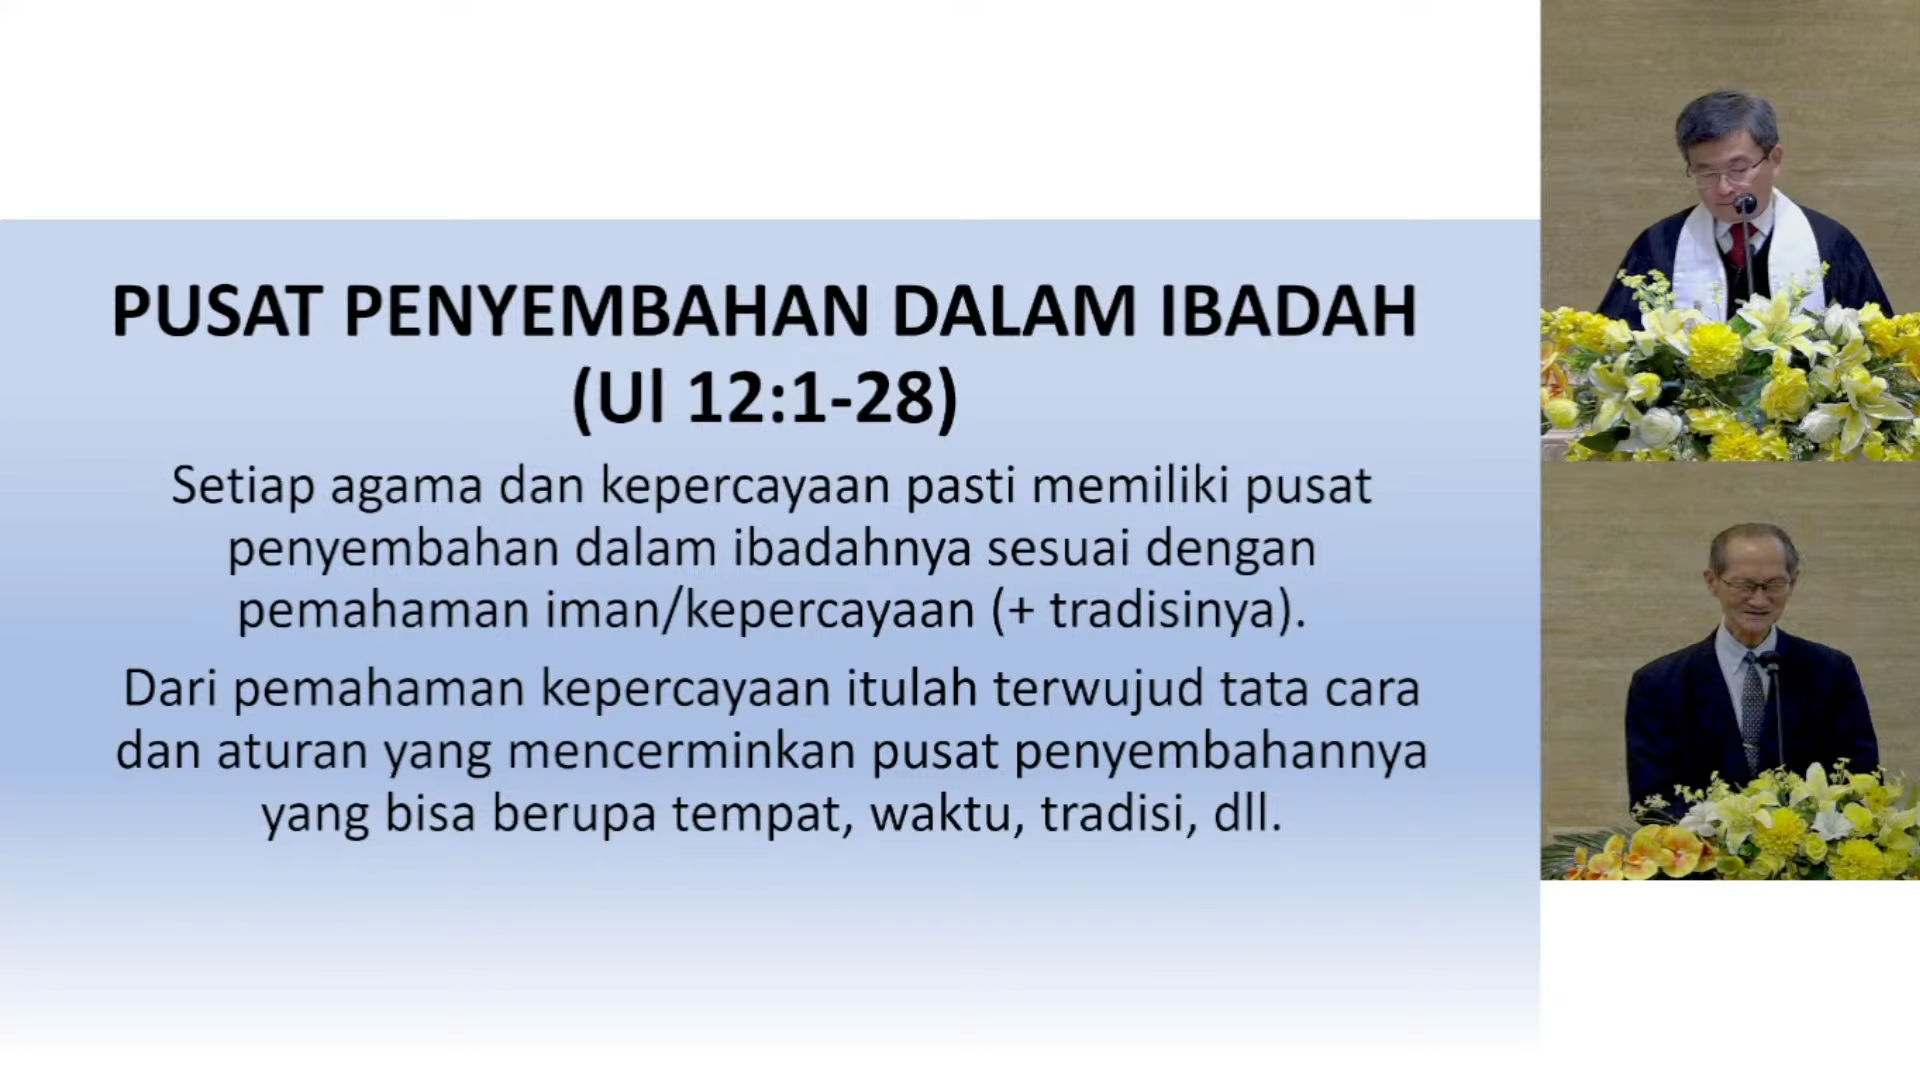 PUSAT PENYEMBAHAN DALAM IBADAH
(Ul 12:1-28)
Setiap agama dan kepercayaan pasti memiliki pusat
penyembahan dalam ibadahnya sesuai dengan
pemahaman iman/kepercayaan (+ tradisinya).
Dari pemahaman kepercayaan itulah terwujud tata cara
dan aturan yang mencerminkan pusat penyembahannya
yang bisa berupa tempat, waktu, tradisi, dll.